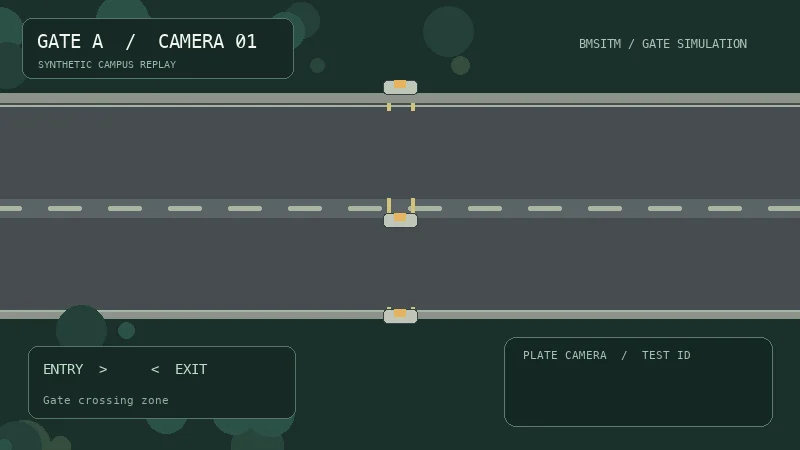 GATE A  /  CAMERA 01
SYNTHETIC CAMPUS REPLAY
BMSITM / GATE SIMULATION
ENTRY  >     <  EXIT
Gate crossing zone
PLATE CAMERA  /  TEST ID